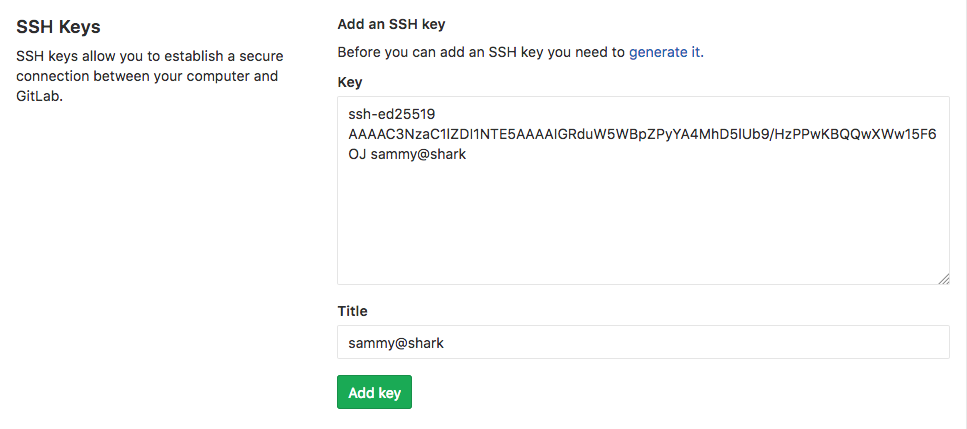 SSH Keys
SSH keys allow you to establish a secure
connection between your computer and
GitLab.
Add an SSH key
Before you can add an SSH key you need to generate it.
Key
ssh-ed25519
AAAAC3NzaC1lZDI1NTE5AAAAIGRduW5WBpZPyYA4MhD5lUb9/HzPPwKBQQwXWw15F6
OJ sammy@shark
Title
sammy@shark
Add key